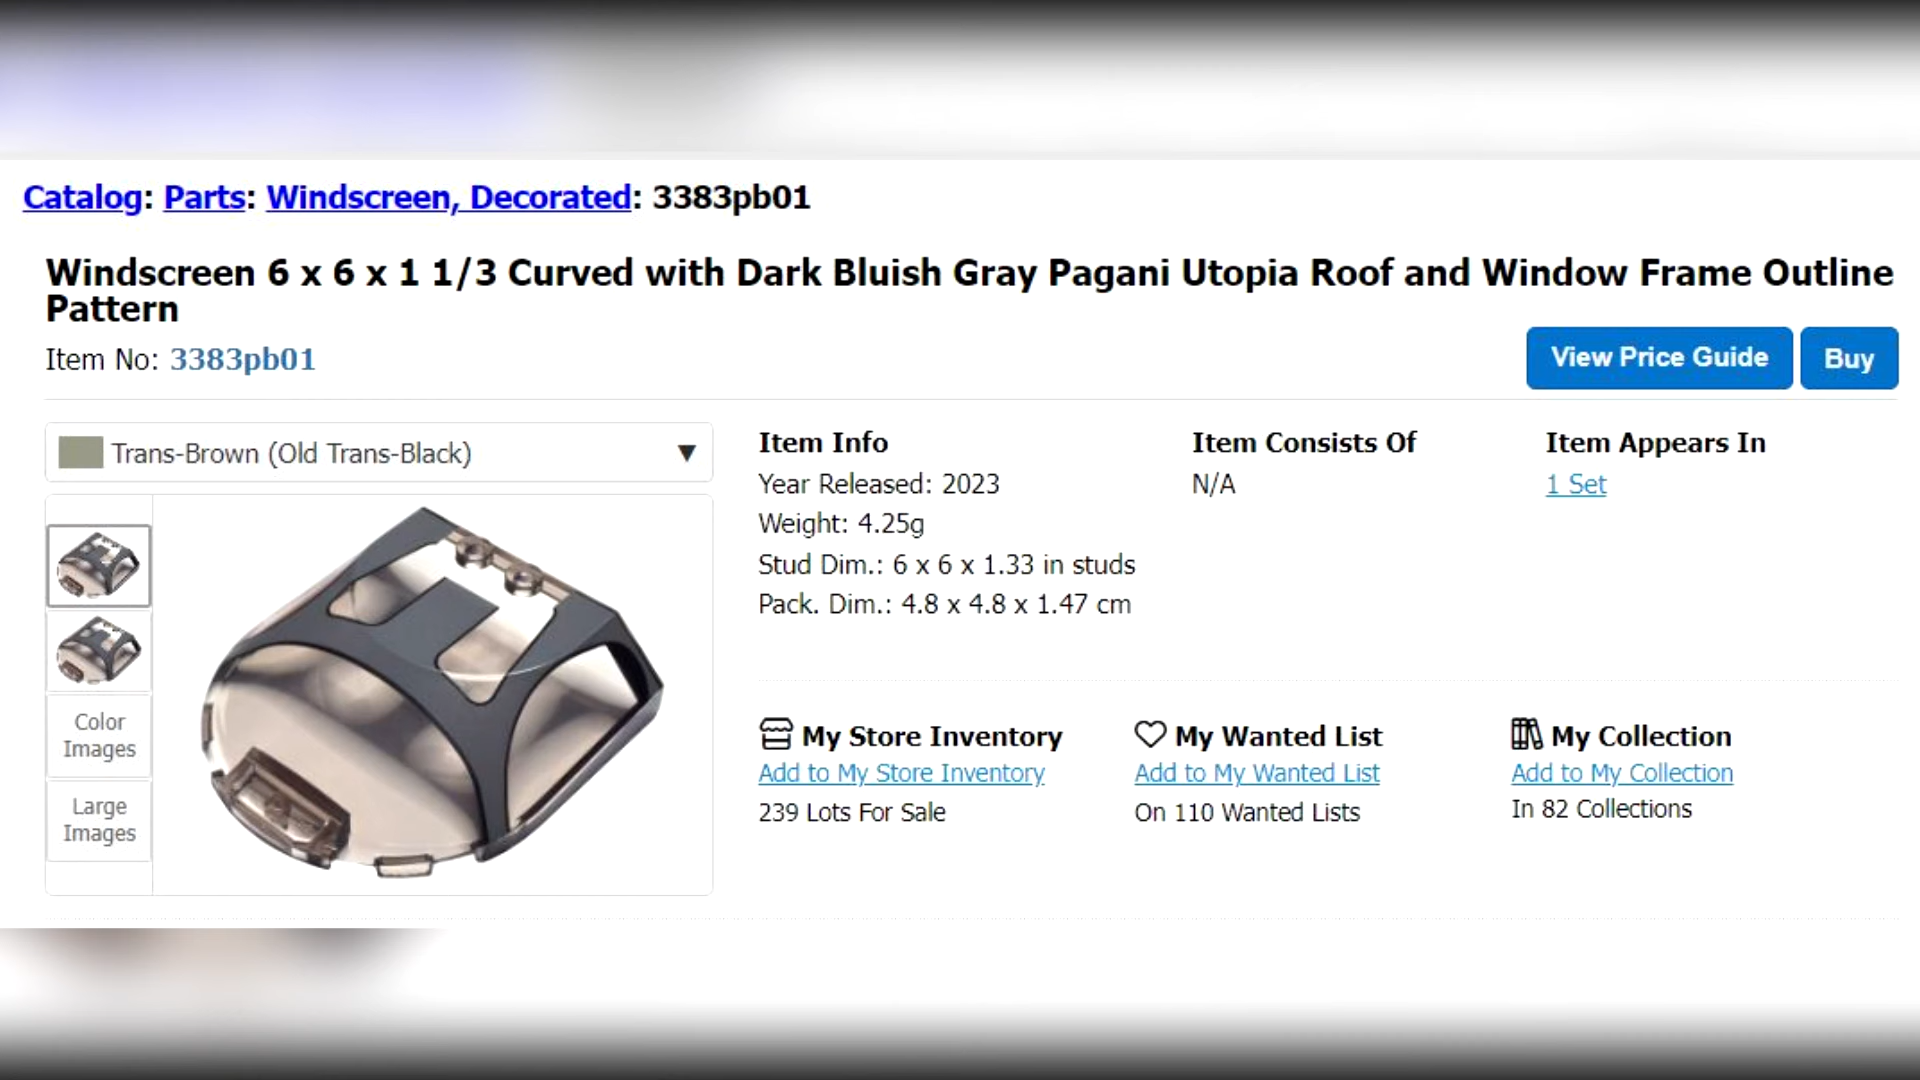 Catalog: Parts: Windscreen, Decorated: 3383pb01
Windscreen 6 x 6 x 1 1/3 Curved with Dark Bluish Gray Pagani Utopia Roof and Window Frame Outline
Pattern
Item No: 3383pb01
View Price Guide
Buy
Trans-Brown (Old Trans-Black)
Color
Images
Large
Images
Item Info
Year Released: 2023
Weight: 4.25g
Stud Dim.: 6 x 6 x 1.33 in studs
Pack. Dim.: 4.8 x 4.8 x 1.47 cm
Item Consists Of
N/A
Item Appears In
1 Set
My Store Inventory
Add to My Store Inventory
239 Lots For Sale
My Wanted List
Add to My Wanted List
On 110 Wanted Lists
My Collection
Add to My Collection
In 82 Collections